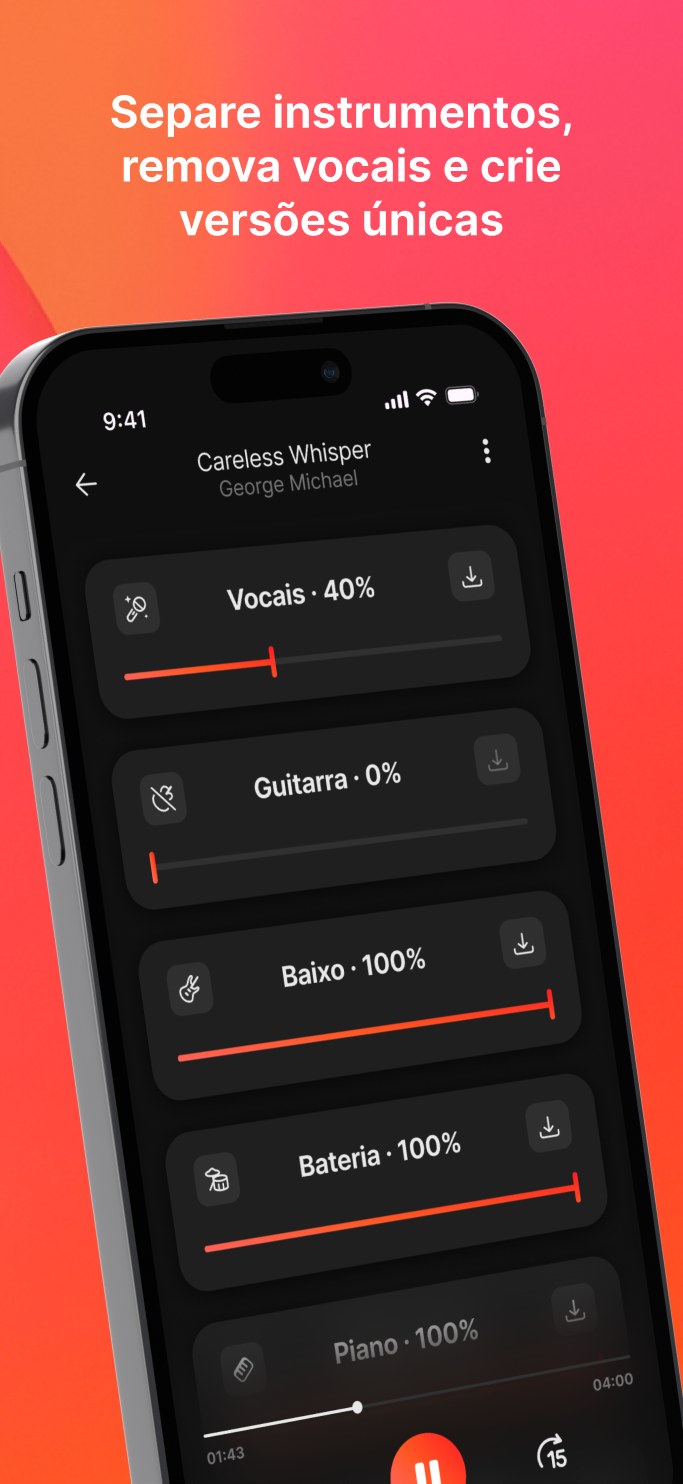 Separe instrumentos,
remova vocais e crie
versões únicas
9:41
Careless Whisper
George Michael
Vocais · 40%
Guitarra · 0%
Baixo · 100%
Bateria · 100%
Piano · 100%
04:00
01:43
15